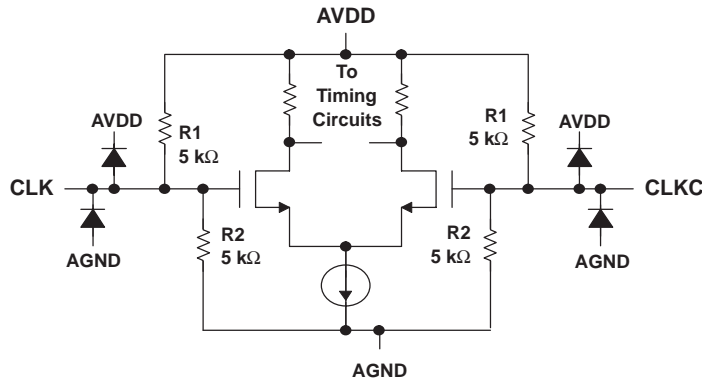 AVDD
To
Timing
Circuits
AVDD
R1
5 kΩ
R1
5 kΩ
AVDD
CLK
CLKC
AGND
R2
5 kΩ
R2
5 kΩ
AGND
AGND